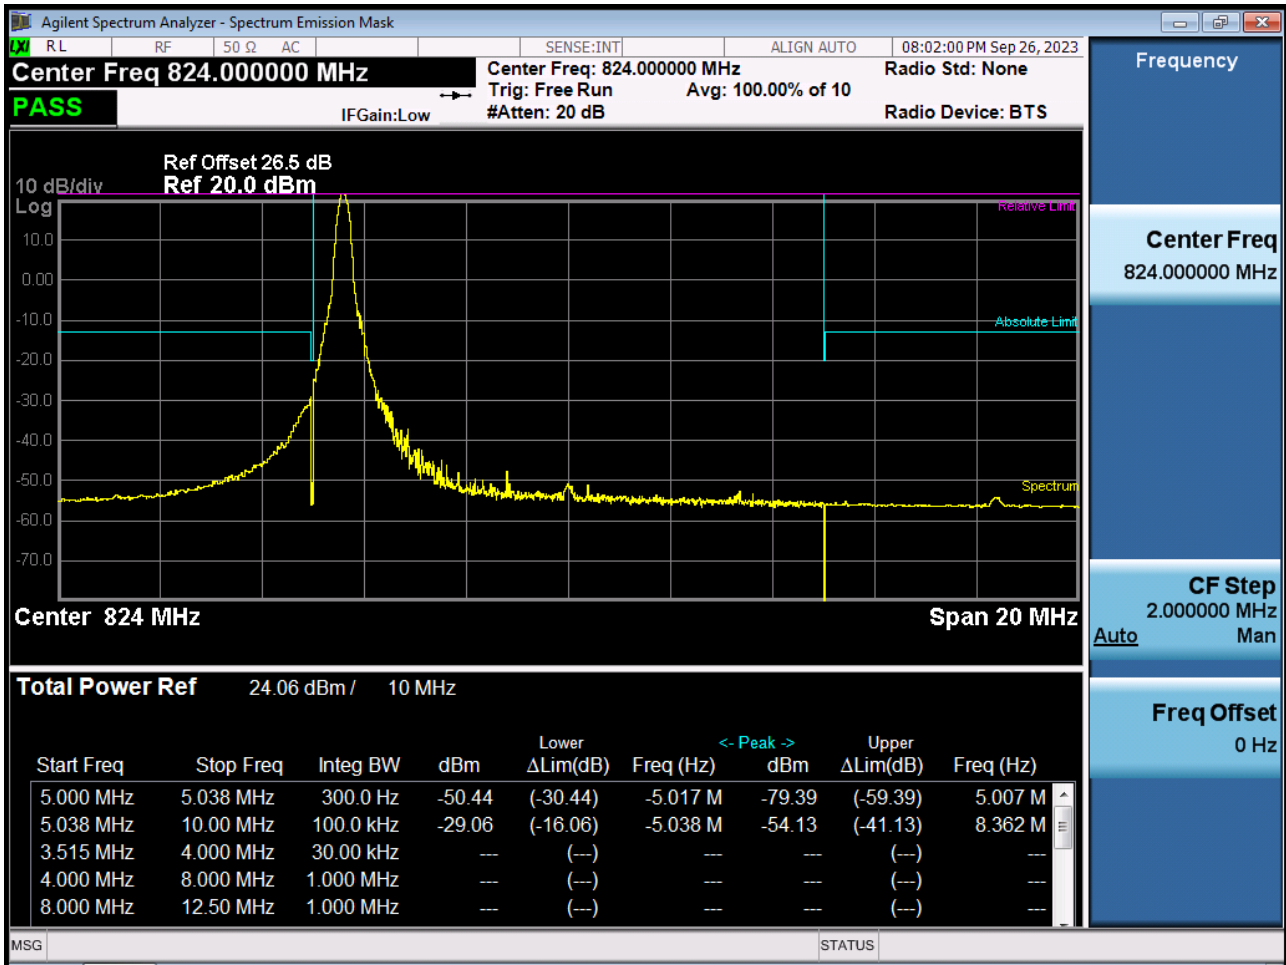 Agilent Spectrum Analyzer - Spectrum Emission Mask
LXI RL RF 50 Ω AC SENSE:INT ALIGN AUTO 08:02:00 PM Sep 26, 2023
Center Freq 824.000000 MHz
Center Freq: 824.000000 MHz Radio Std: None
Trig: Free Run Avg: 100.00% of 10
PASS
IFGain:Low #Atten: 20 dB Radio Device: BTS
Ref Offset 26.5 dB
10 dB/div Ref 20.0 dBm
Log
Relative Limit
10.0
0.00
-10.0
Absolute Limit
-20.0
-30.0
-40.0
-50.0
Spectrum
-60.0
-70.0
Center 824 MHz Span 20 MHz
Total Power Ref 24.06 dBm / 10 MHz
Lower <- Peak -> Upper
Start Freq Stop Freq Integ BW dBm ΔLim(dB) Freq (Hz) dBm ΔLim(dB) Freq (Hz)
5.000 MHz 5.038 MHz 300.0 Hz -50.44 (-30.44) -5.017 M -79.39 (-59.39) 5.007 M
5.038 MHz 10.00 MHz 100.0 kHz -29.06 (-16.06) -5.038 M -54.13 (-41.13) 8.362 M
3.515 MHz 4.000 MHz 30.00 kHz --- (---) --- --- (---) ---
4.000 MHz 8.000 MHz 1.000 MHz --- (---) --- --- (---) ---
8.000 MHz 12.50 MHz 1.000 MHz --- (---) --- --- (---) ---
MSG STATUS
Frequency
Center Freq
824.000000 MHz
CF Step
2.000000 MHz
Auto Man
Freq Offset
0 Hz